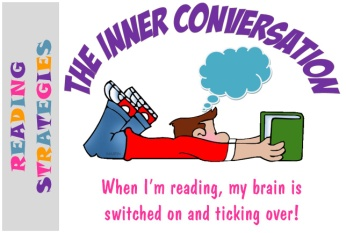 READING
STRATEGIES
THE INNER CONVERSATION
When I'm reading, my brain is
switched on and ticking over!